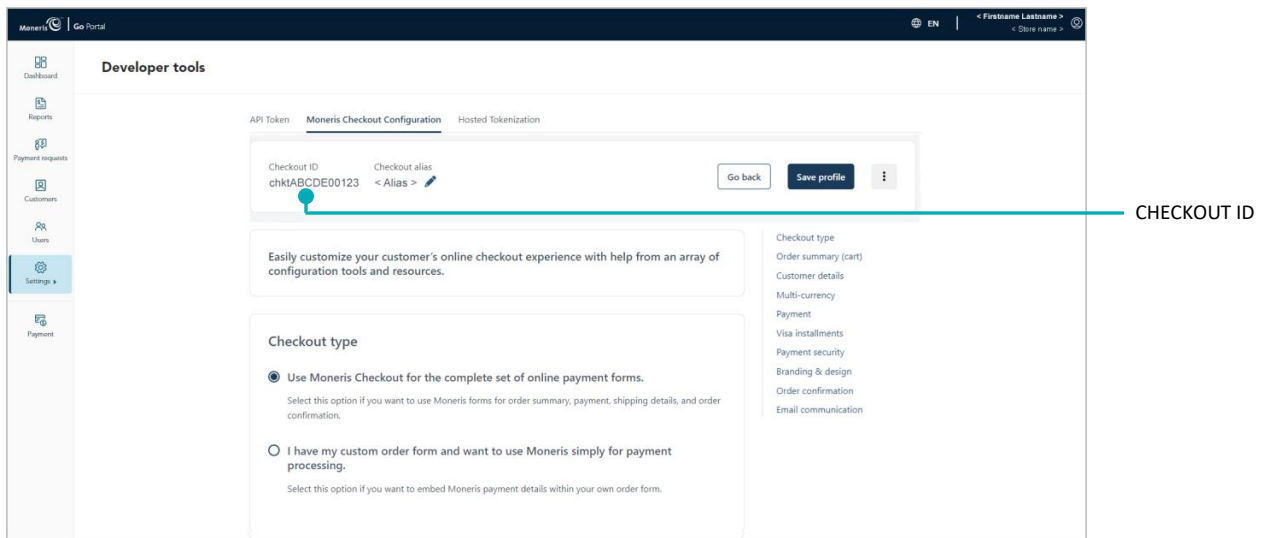 Moneris Go Portal
EN
< Firstname Lastname >
< Store name >
Dashboard
Reports
Payment requests
Customers
Users
Settings
Payment
Developer tools
API Token Moneris Checkout Configuration Hosted Tokenization
Checkout ID Checkout alias
chktABCDE00123 < Alias >
Go back Save profile
CHECKOUT ID
Easily customize your customer's online checkout experience with help from an array of
configuration tools and resources.
Checkout type
Use Moneris Checkout for the complete set of online payment forms.
Select this option if you want to use Moneris forms for order summary, payment, shipping details, and order
confirmation.
I have my custom order form and want to use Moneris simply for payment
processing.
Select this option if you want to embed Moneris payment details within your own order form.
Checkout type
Order summary (cart)
Customer details
Multi-currency
Payment
Visa installments
Payment security
Branding & design
Order confirmation
Email communication